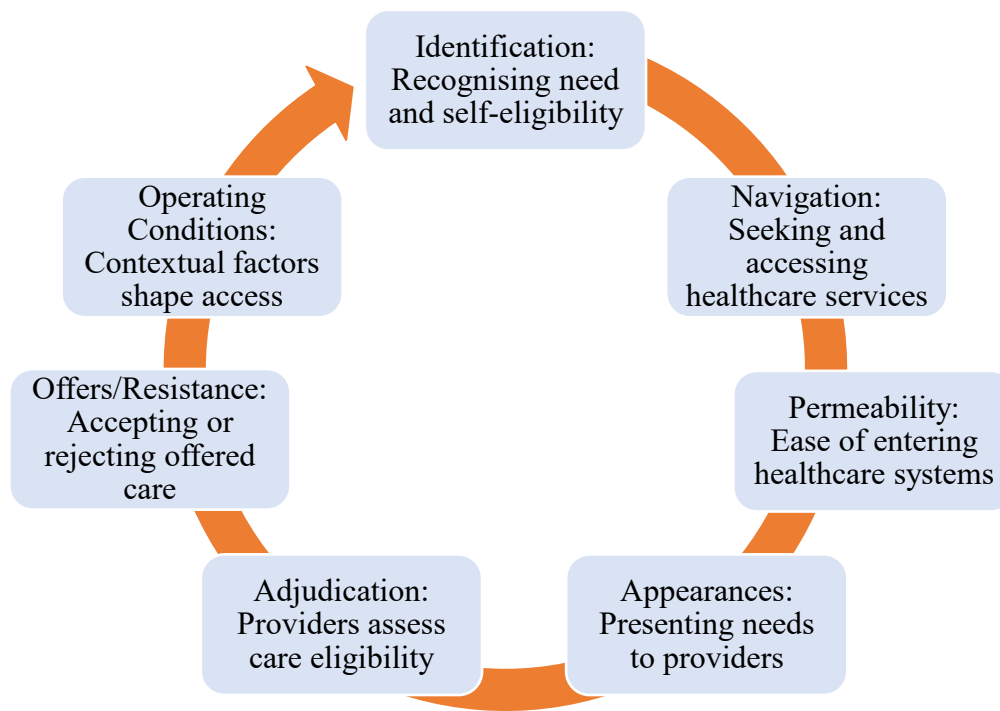 Identification:
Recognising need
and self-eligibility
Navigation:
Seeking and
accessing
healthcare services
Permeability:
Ease of entering
healthcare systems
Appearances:
Presenting needs
to providers
Adjudication:
Providers assess
care eligibility
Offers/Resistance:
Accepting or
rejecting offered
care
Operating
Conditions:
Contextual factors
shape access